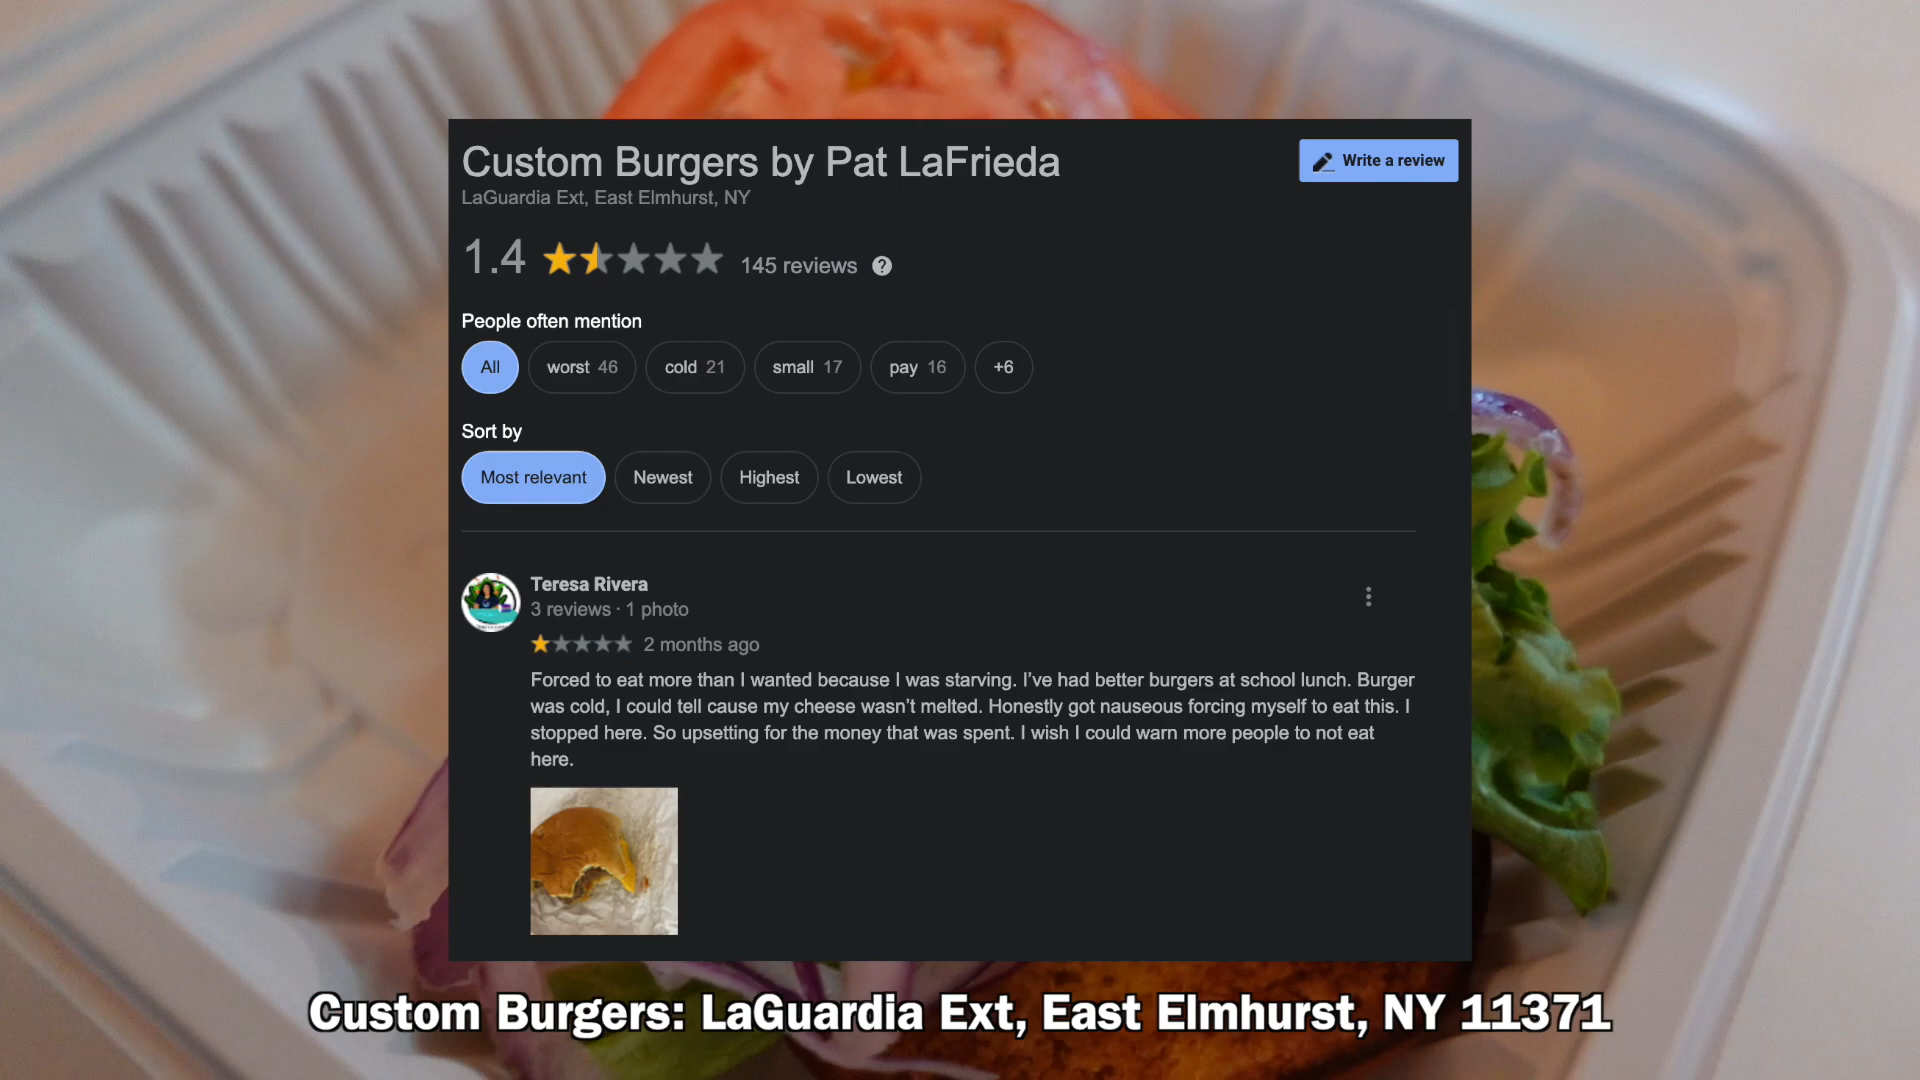 Custom Burgers by Pat LaFrieda
Write a review
LaGuardia Ext, East Elmhurst, NY
1.4
145 reviews ?
People often mention
All
worst 46
cold 21
small 17
pay 16
+6
Sort by
Most relevant
Newest
Highest
Lowest
Teresa Rivera
3 reviews · 1 photo
2 months ago
Forced to eat more than I wanted because I was starving. I’ve had better burgers at school lunch. Burger
was cold, I could tell cause my cheese wasn’t melted. Honestly got nauseous forcing myself to eat this. I
stopped here. So upsetting for the money that was spent. I wish I could warn more people to not eat
here.
Custom Burgers: LaGuardia Ext, East Elmhurst, NY 11371